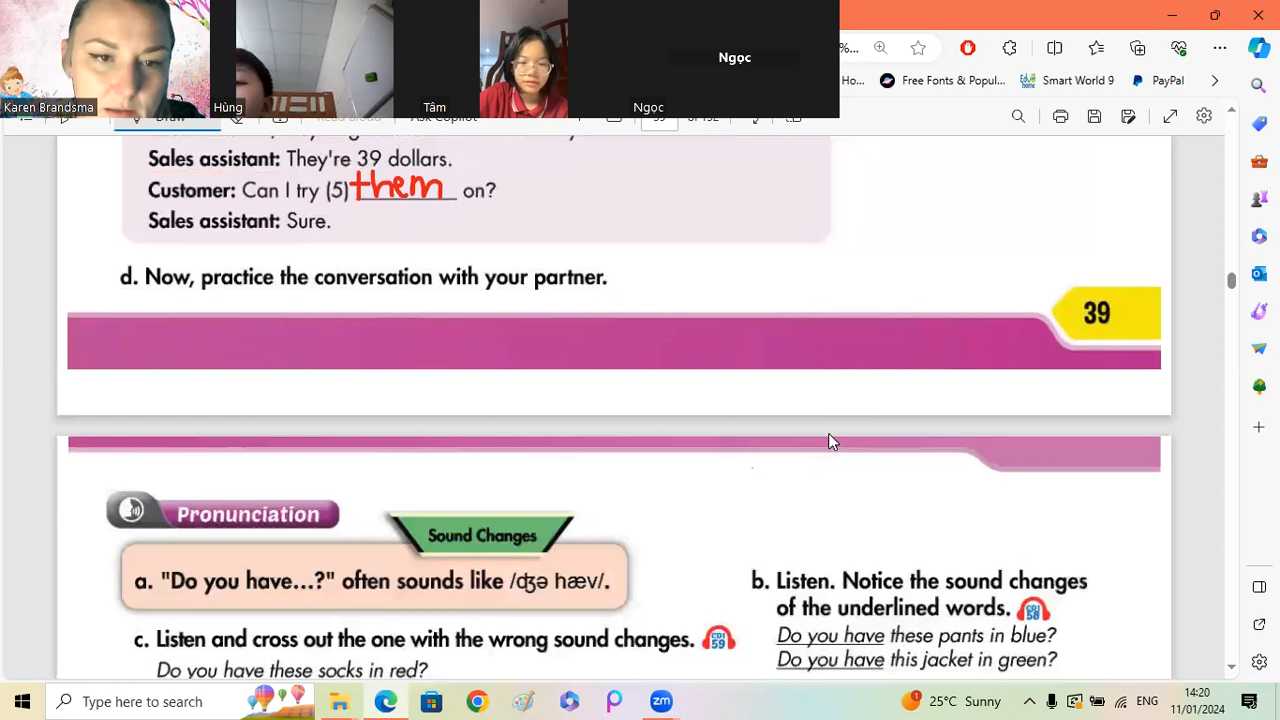 Karen Brandsma
Hùng
Tâm
Ngọc
Ngọc
Free Fonts & Popul...
Smart World 9
PayPal
Draw
Ask Copilot
Sales assistant: They're 39 dollars.
Customer: Can I try (5) them on?
Sales assistant: Sure.
d. Now, practice the conversation with your partner.
39
Pronunciation
Sound Changes
a. "Do you have...?" often sounds like /ʤə hæv/.
b. Listen. Notice the sound changes
of the underlined words. CD1 58
Do you have these pants in blue?
Do you have this jacket in green?
c. Listen and cross out the one with the wrong sound changes. CD1 59
Do you have these socks in red?
Type here to search
25°C Sunny
ENG
14:20
11/01/2024